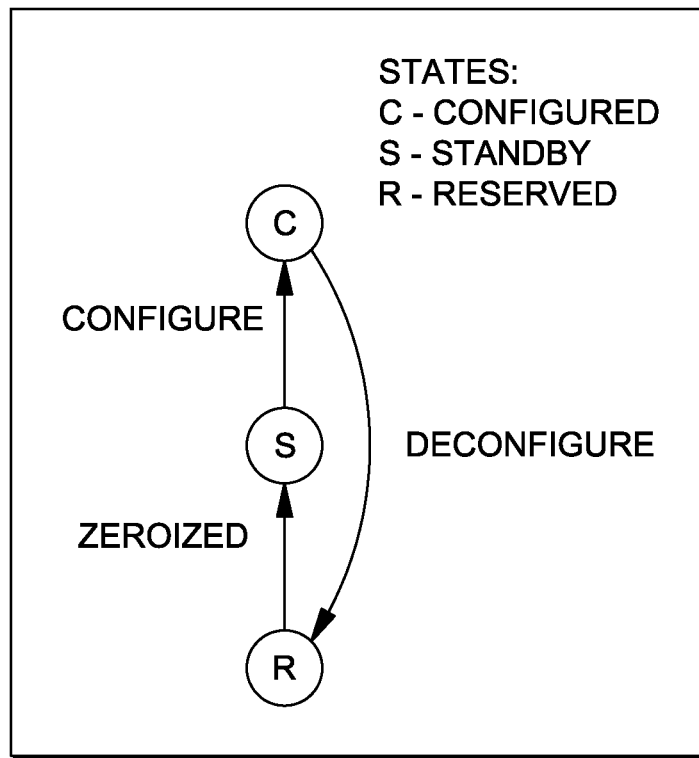 STATES:
C - CONFIGURED
S - STANDBY
R - RESERVED
C
CONFIGURE
S
DECONFIGURE
ZEROIZED
R